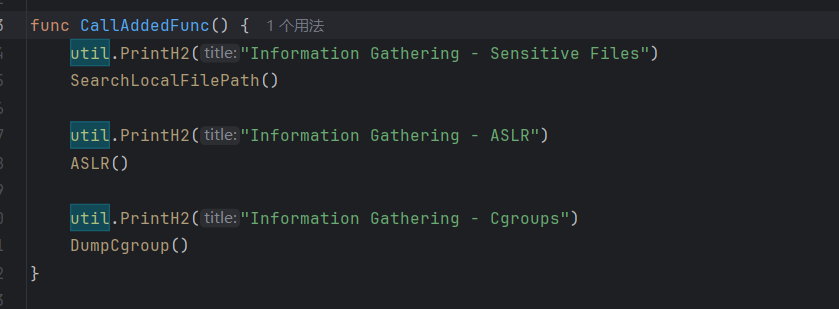 3 func CallAddedFunc() { 1 个用法
4 util.PrintH2( title: "Information Gathering - Sensitive Files")
5 SearchLocalFilePath()
6
7 util.PrintH2( title: "Information Gathering - ASLR")
8 ASLR()
9
0 util.PrintH2( title: "Information Gathering - Cgroups")
1 DumpCgroup()
2 }
3